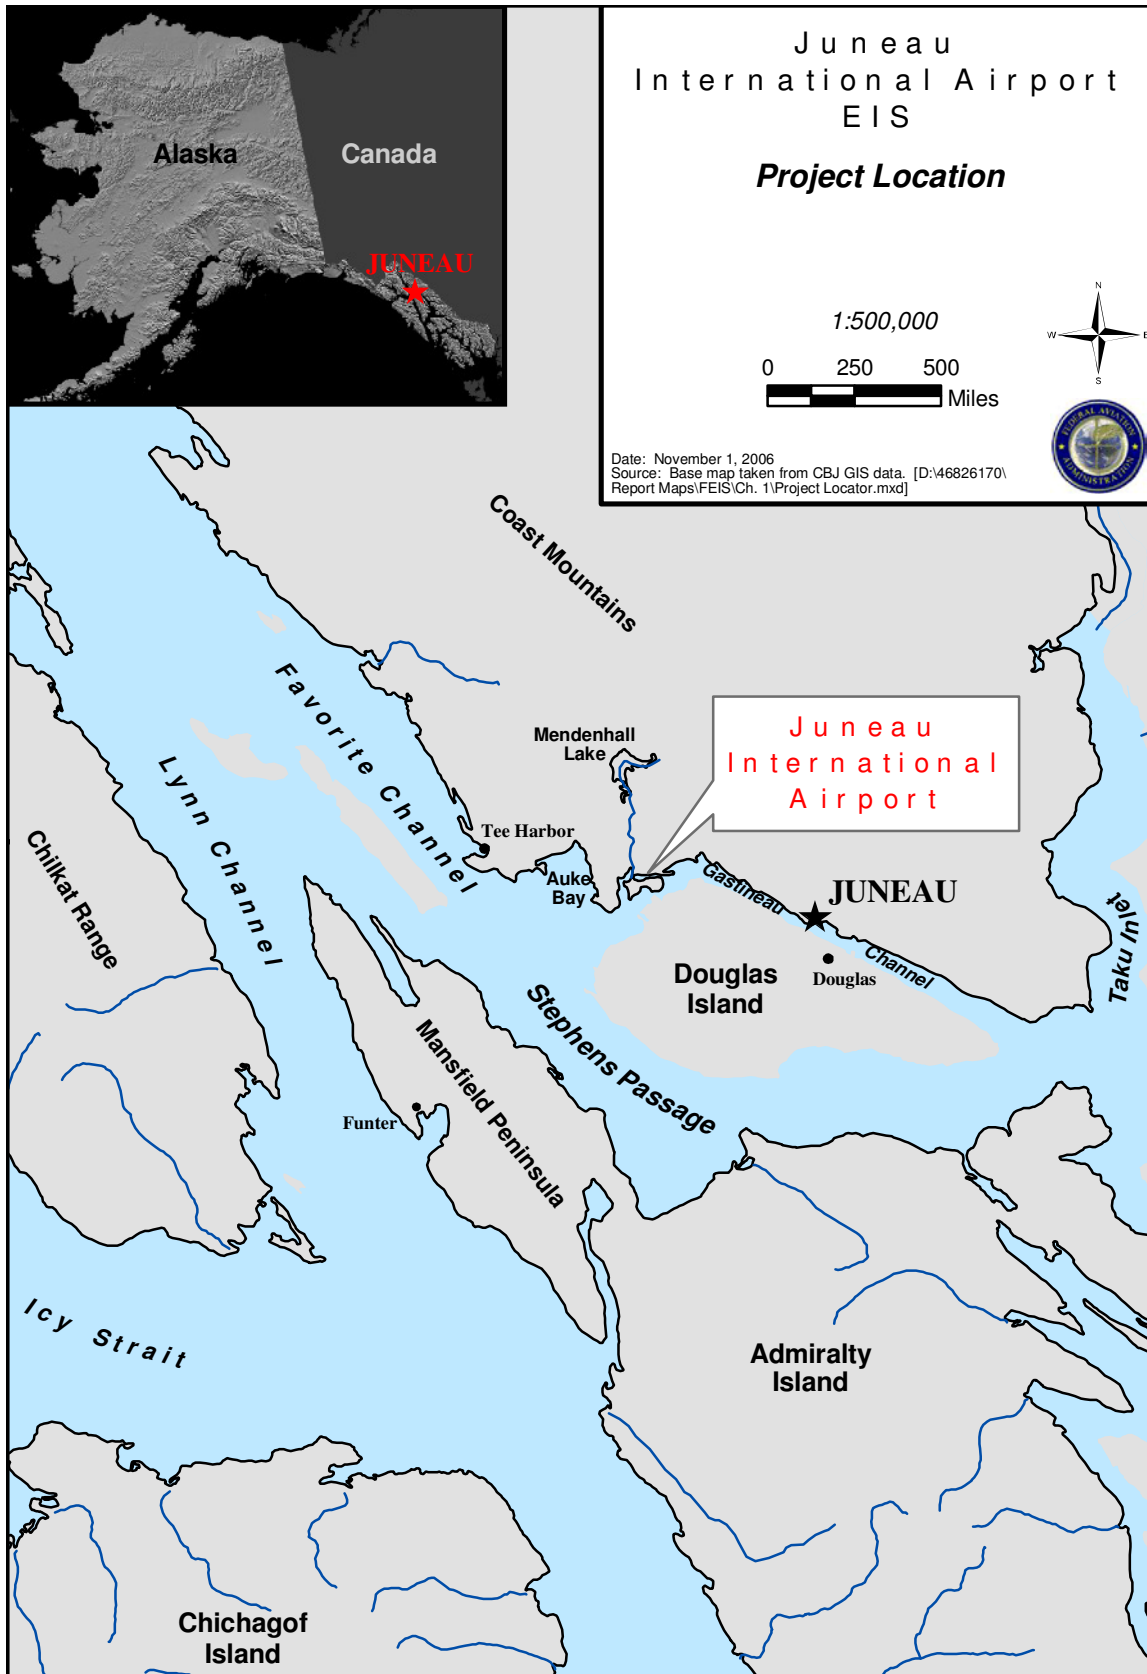 Alaska
Canada
JUNEAU
Juneau
International Airport
EIS
Project Location
1:500,000
0 250 500
Miles
N
W E
S
FEDERAL AVIATION
ADMINISTRATION
Date: November 1, 2006
Source: Base map taken from CBJ GIS data. [D:\46826170\
Report Maps\FEIS\Ch. 1\Project Locator.mxd]
Coast Mountains
Favorite Channel
Lynn Channel
Chilkat Range
Mendenhall
Lake
Juneau
International
Airport
Tee Harbor
Auke
Bay
Gastineau
Channel
JUNEAU
Douglas
Douglas
Island
Taku Inlet
Stephens Passage
Mansfield Peninsula
Funter
Icy Strait
Admiralty
Island
Chichagof
Island